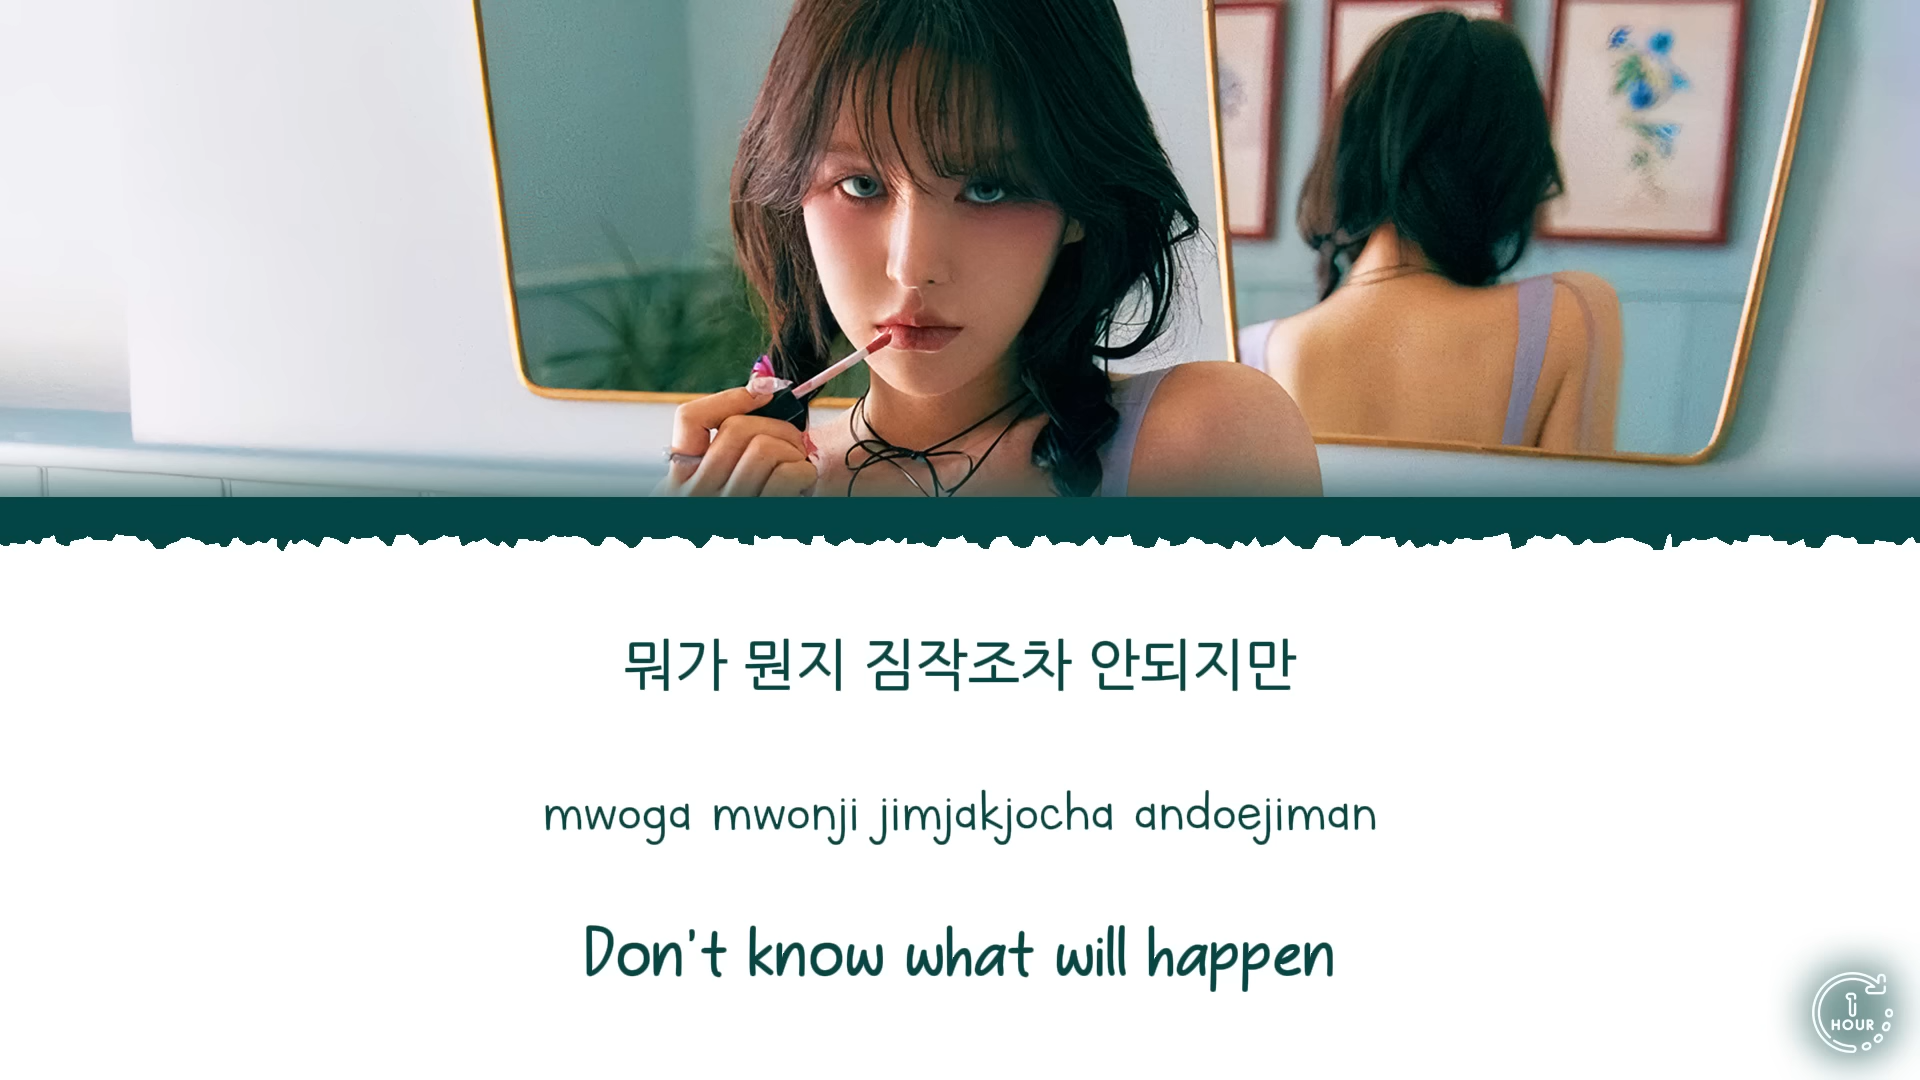 뭐가 뭔지 짐작조차 안되지만
mwoga mwonji jimjakjocha andoejiman
Don't know what will happen
1
HOUR